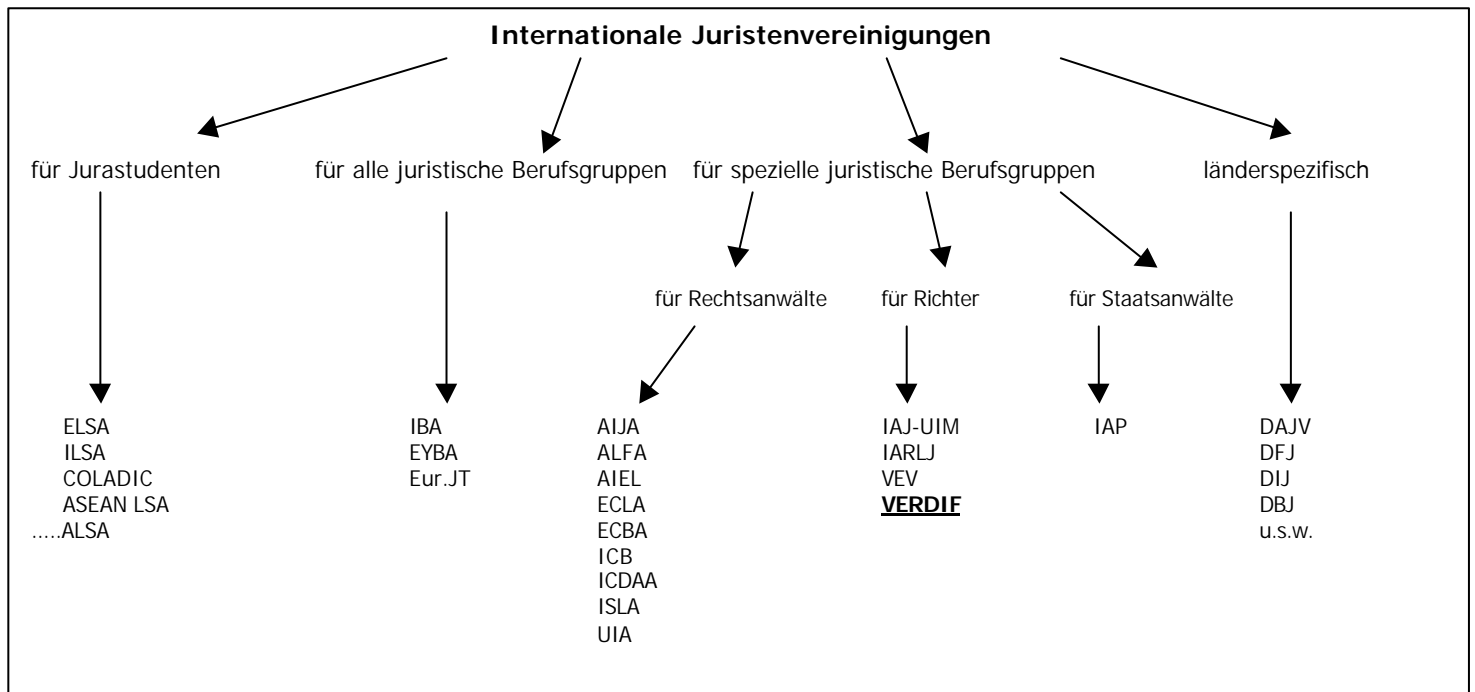 Internationale Juristenvereinigungen
für Jurastudenten
für alle juristische Berufsgruppen
für spezielle juristische Berufsgruppen
länderspezifisch
für Rechtsanwälte
für Richter
für Staatsanwälte
ELSA
ILSA
COLADIC
ASEAN LSA
.....ALSA
IBA
EYBA
Eur.JT
AIJA
ALFA
AIEL
ECLA
ECBA
ICB
ICDAA
ISLA
UIA
IAJ-UIM
IARLJ
VEV
VERDIF
IAP
DAJV
DFJ
DIJ
DBJ
u.s.w.